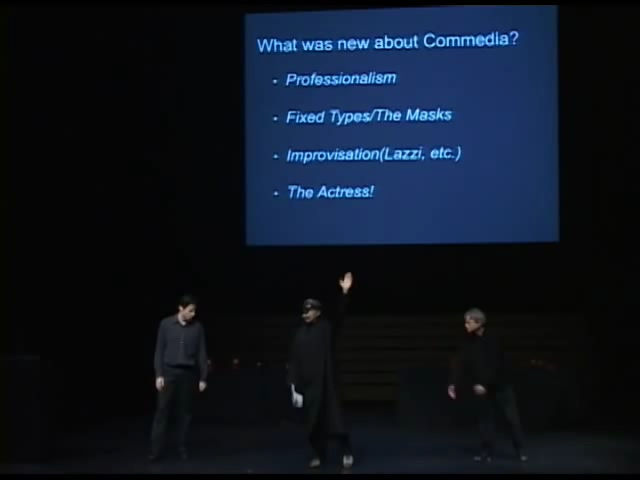 What was new about Commedia?
- Professionalism
- Fixed Types/The Masks
- Improvisation(Lazzi, etc.)
- The Actress!